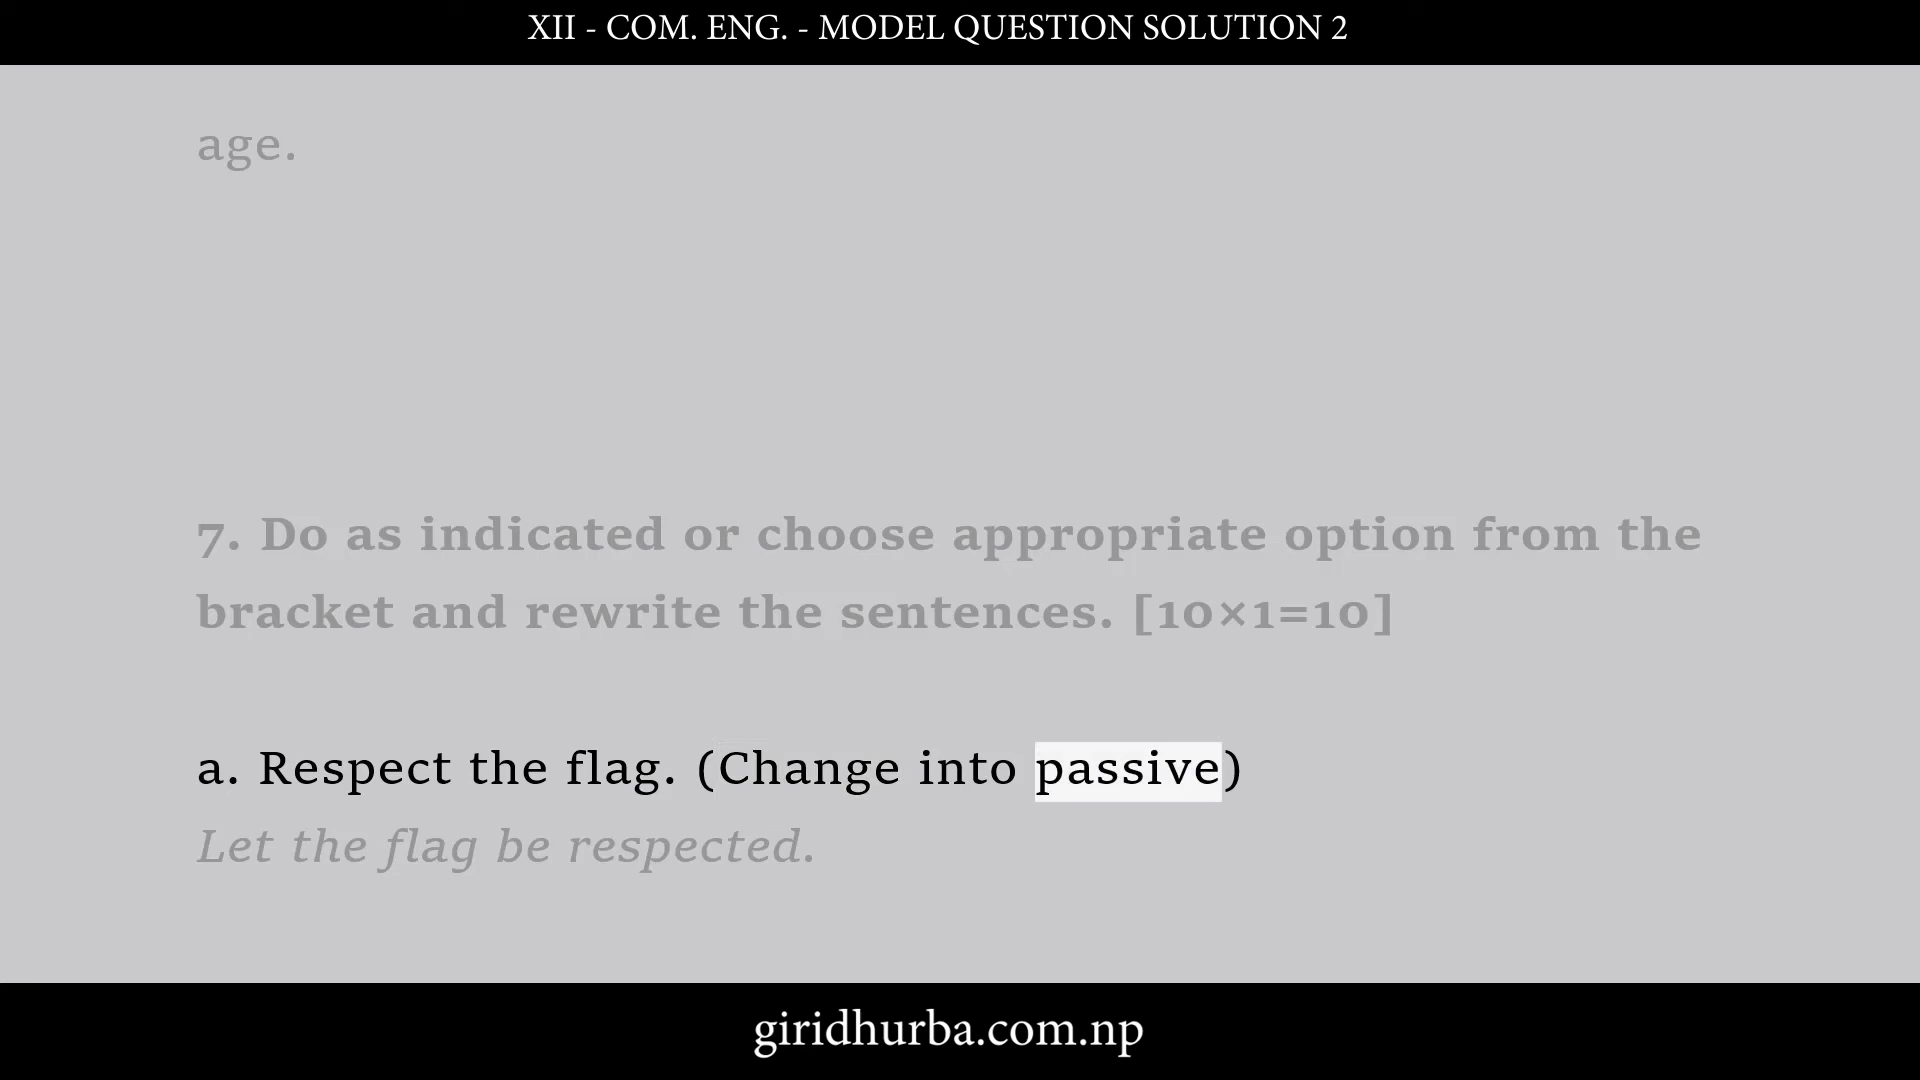 XII - COM. ENG. - MODEL QUESTION SOLUTION 2
age.
7. Do as indicated or choose appropriate option from the
bracket and rewrite the sentences. [10×1=10]
a. Respect the flag. (Change into passive)
Let the flag be respected.
giridhurba.com.np